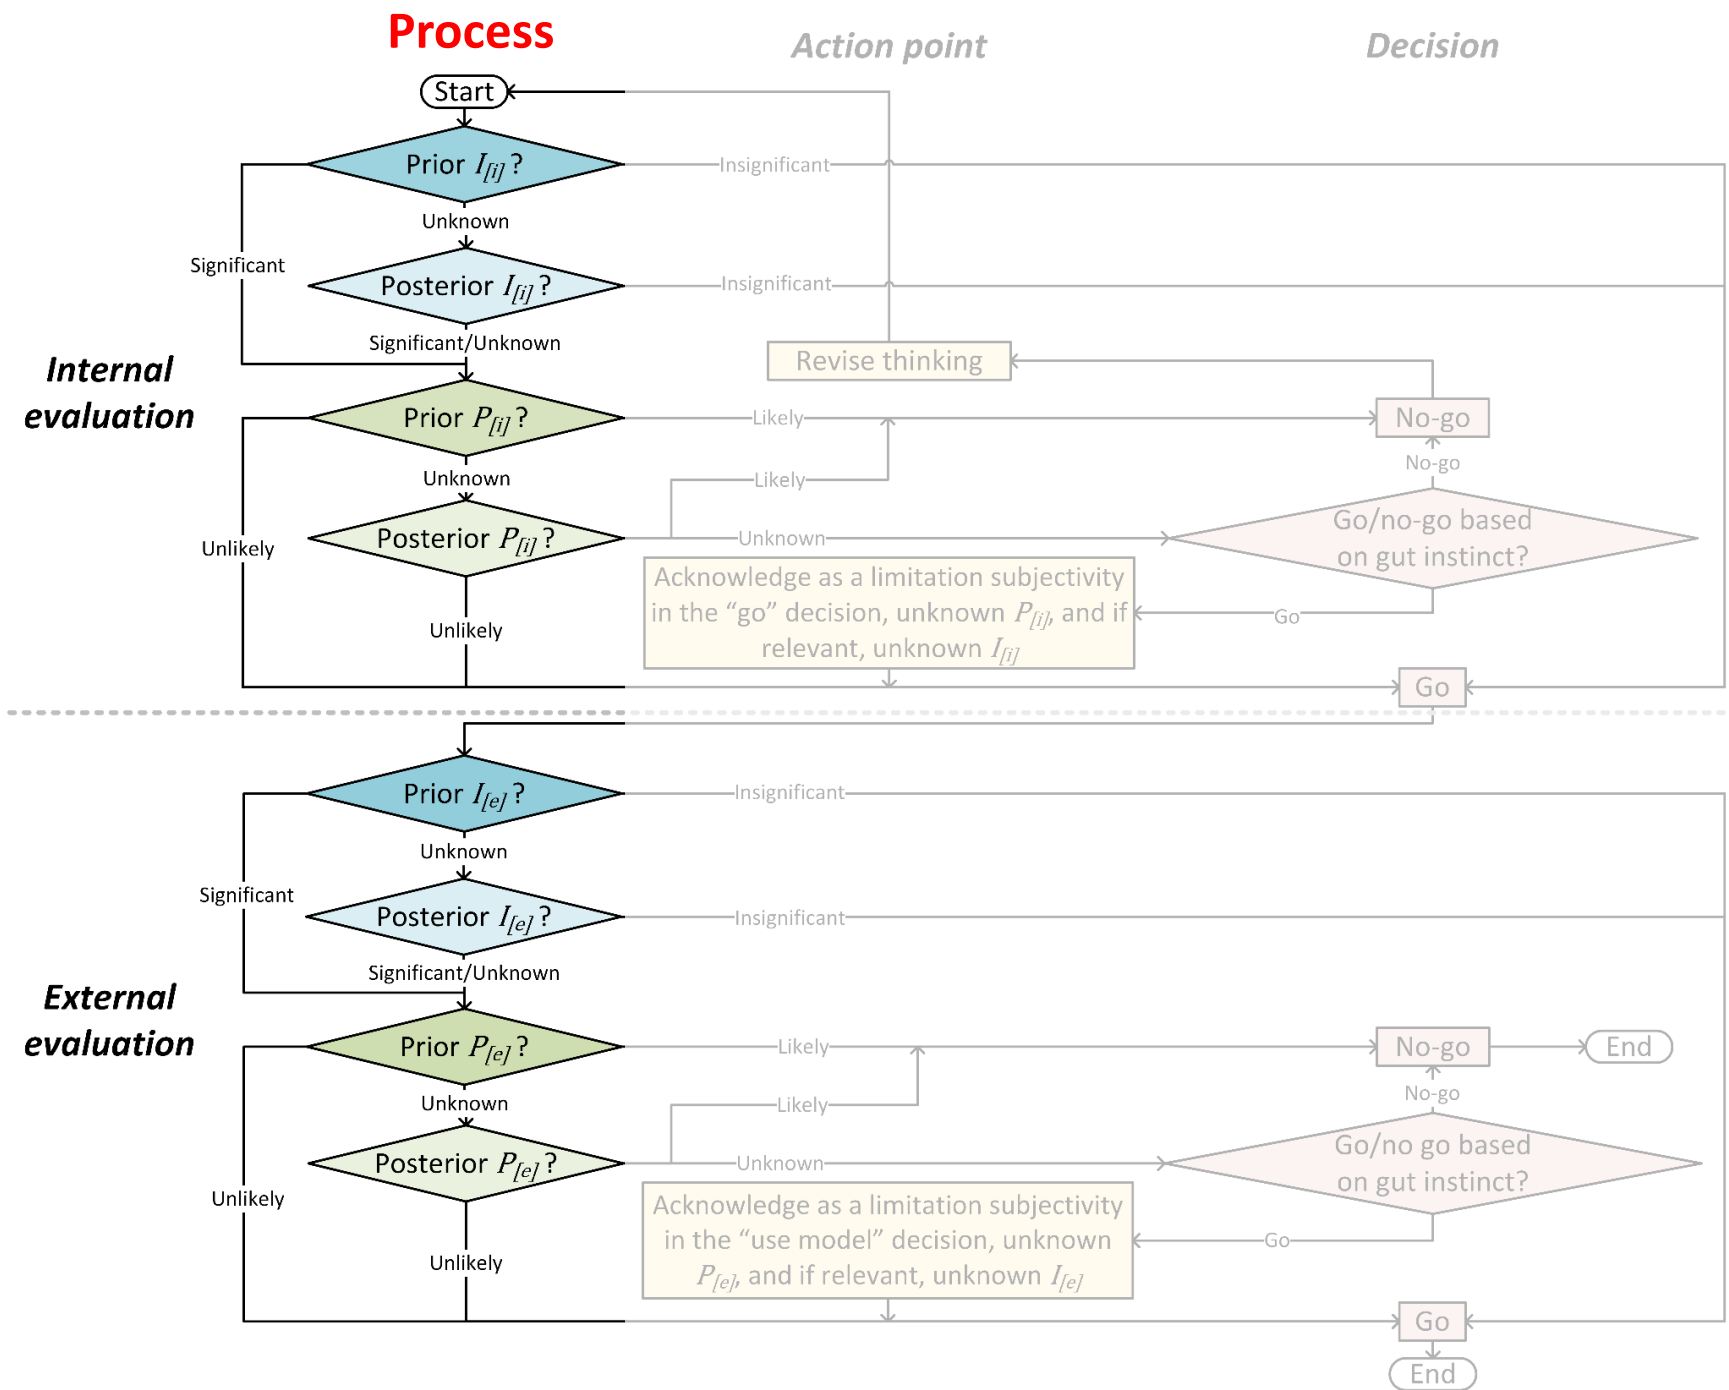 Process
Action point
Decision
Start
Prior I[i]?
Insignificant
Unknown
Significant
Posterior I[i]?
Insignificant
Significant/Unknown
Internal
evaluation
Revise thinking
Prior P[i]?
Likely
No-go
Unknown
Likely
No-go
Unlikely
Posterior P[i]?
Unknown
Go/no-go based
on gut instinct?
Acknowledge as a limitation subjectivity
in the “go” decision, unknown P[i], and if
relevant, unknown I[i]
Go
Unlikely
Go
Prior I[e]?
Insignificant
Unknown
Significant
Posterior I[e]?
Insignificant
Significant/Unknown
External
evaluation
Prior P[e]?
Likely
No-go
End
Unknown
Likely
No-go
Posterior P[e]?
Unknown
Go/no go based
on gut instinct?
Unlikely
Acknowledge as a limitation subjectivity
in the “use model” decision, unknown
P[e], and if relevant, unknown I[e]
Go
Unlikely
Go
End